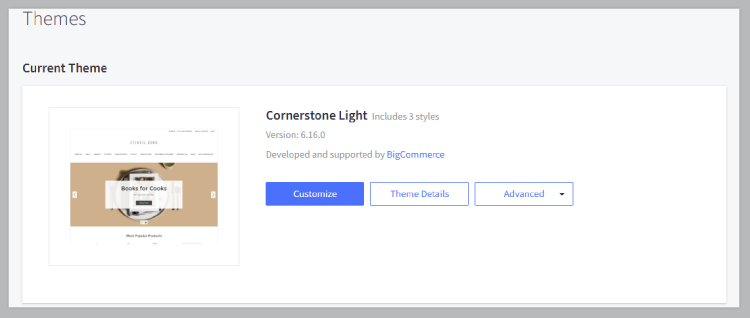 Themes
Current Theme
Cornerstone Light Includes 3 styles
Version: 6.16.0
Developed and supported by BigCommerce
Customize
Theme Details
Advanced
Books for Cooks
Most Popular Products